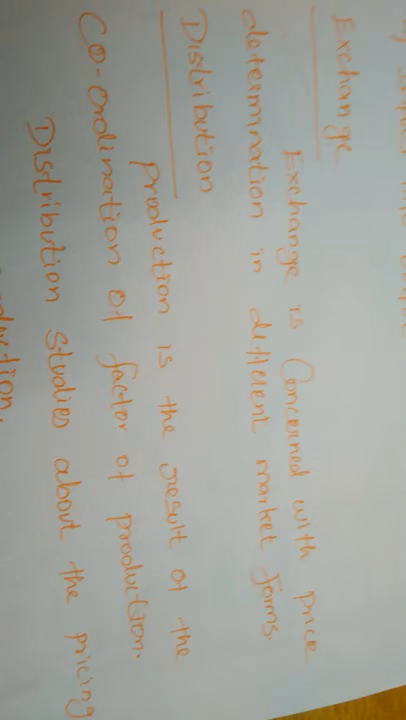 Exchange
Exchange is Concerned with price
determination in different market forms.
Distribution
production is the result of the
Co-ordination of factor of production.
Distribution studies about the pricing